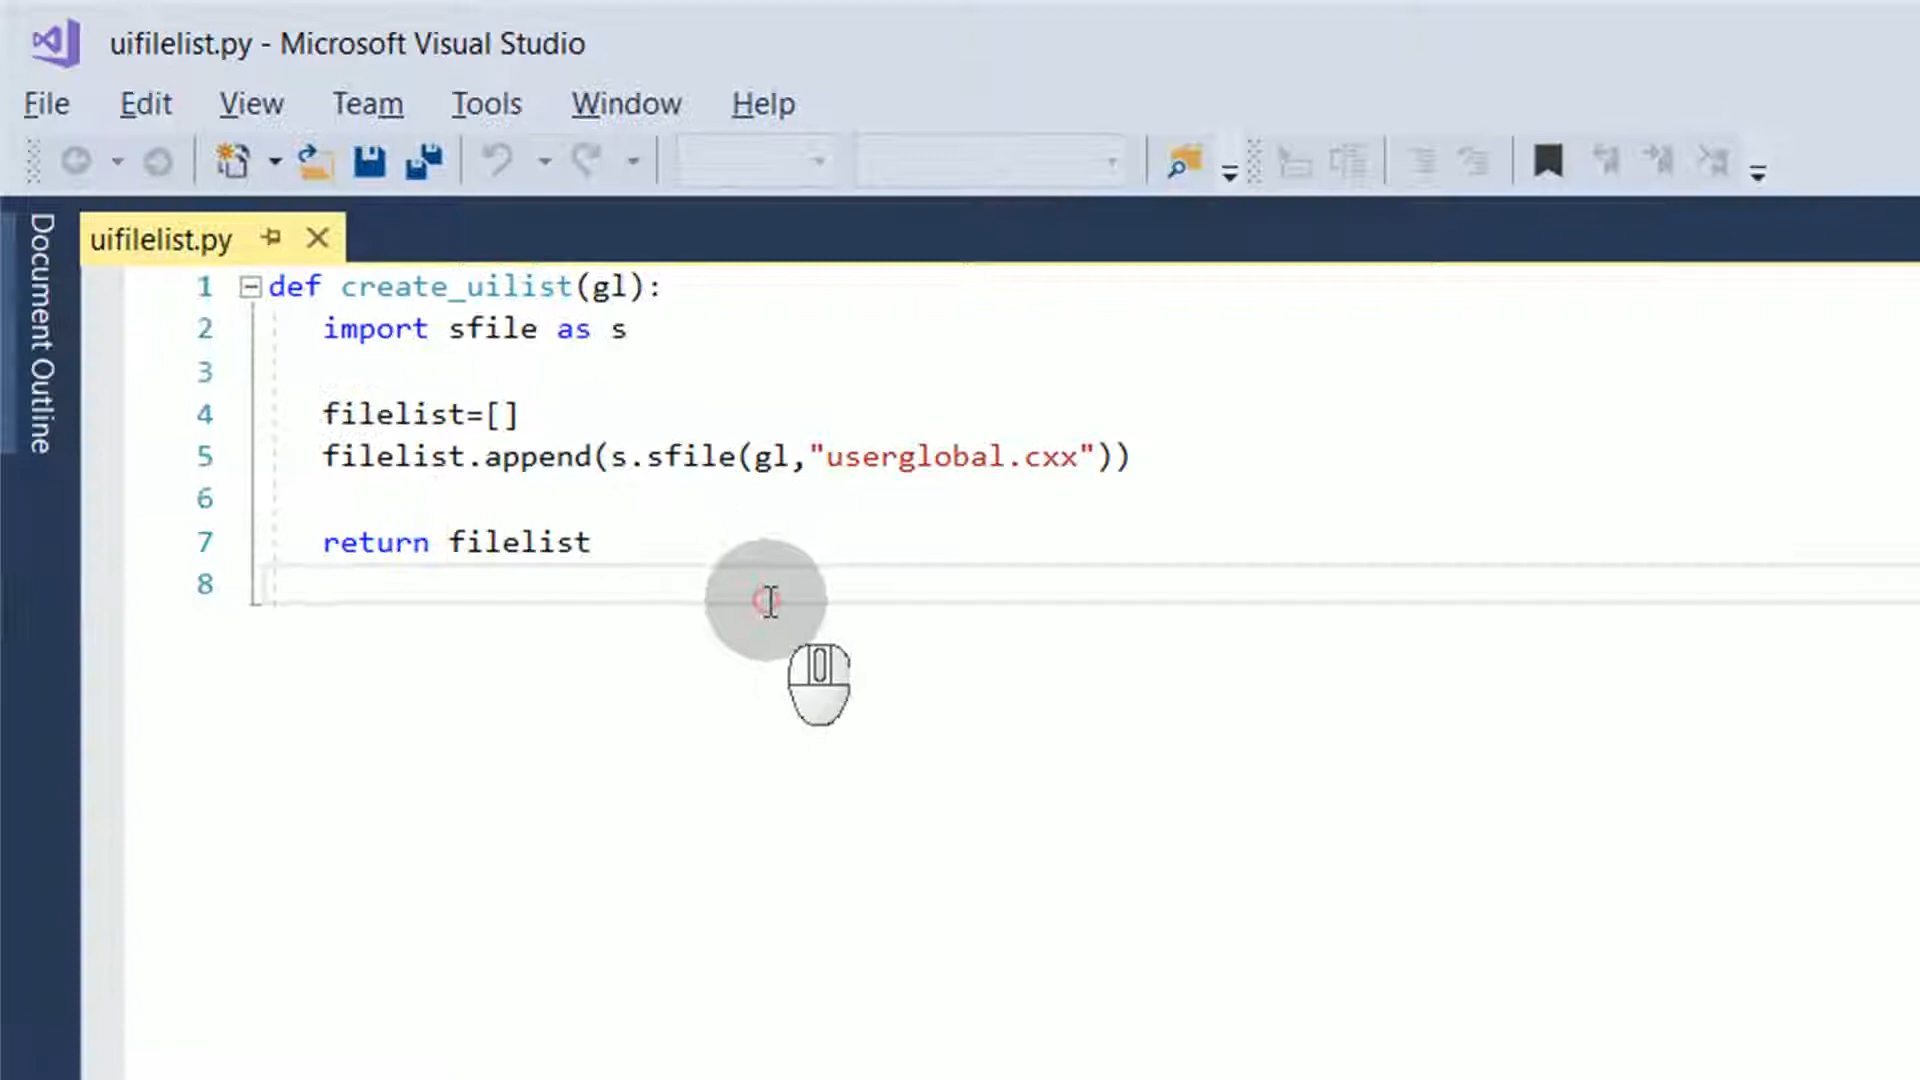 uifilelist.py - Microsoft Visual Studio
File Edit View Team Tools Window Help
Document Outline
uifilelist.py
1 def create_uilist(gl):
2 import sfile as s
3
4 filelist=[]
5 filelist.append(s.sfile(gl,"userglobal.cxx"))
6
7 return filelist
8